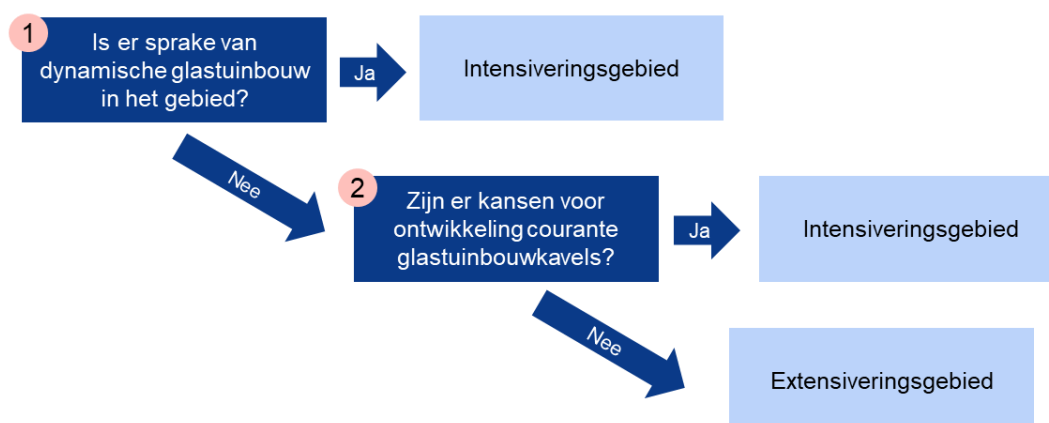 1
Is er sprake van
dynamische glastuinbouw
in het gebied?
Ja
Intensiveringsgebied
Nee
2
Zijn er kansen voor
ontwikkeling courante
glastuinbouwkavels?
Ja
Intensiveringsgebied
Nee
Extensiveringsgebied